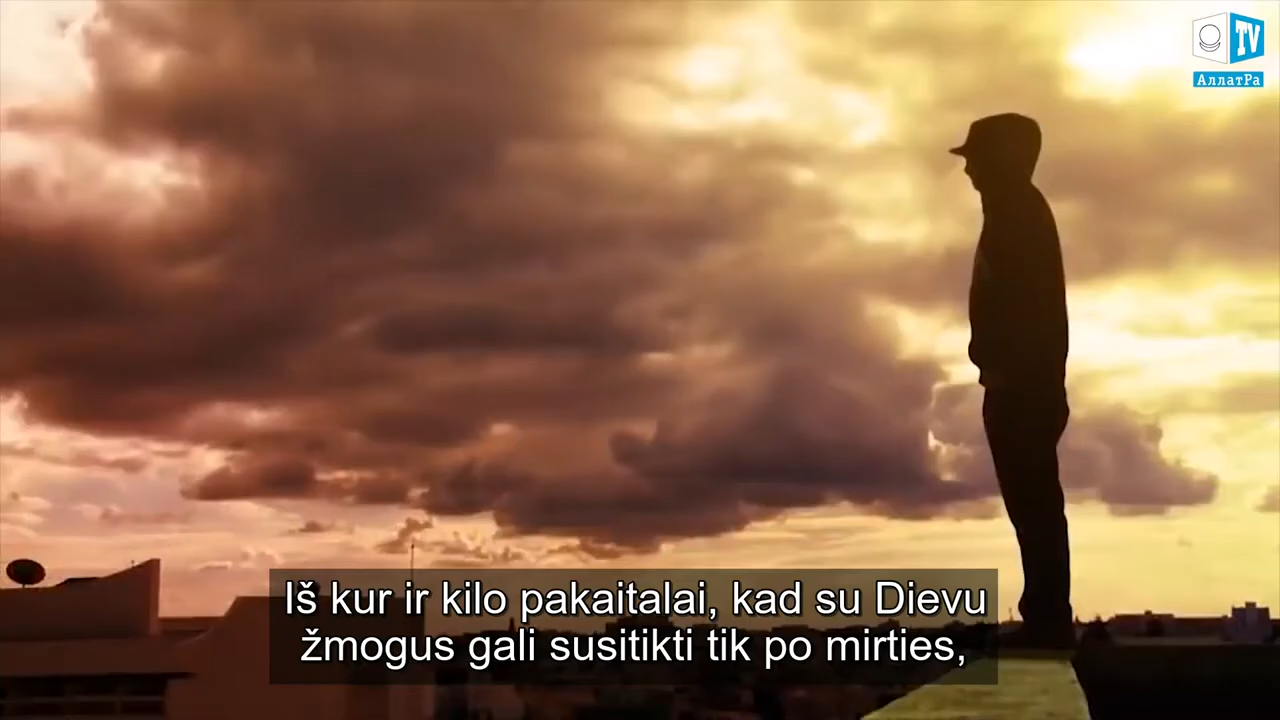 TV
АллатРа
Iš kur ir kilo pakaitalai, kad su Dievu
žmogus gali susitikti tik po mirties,